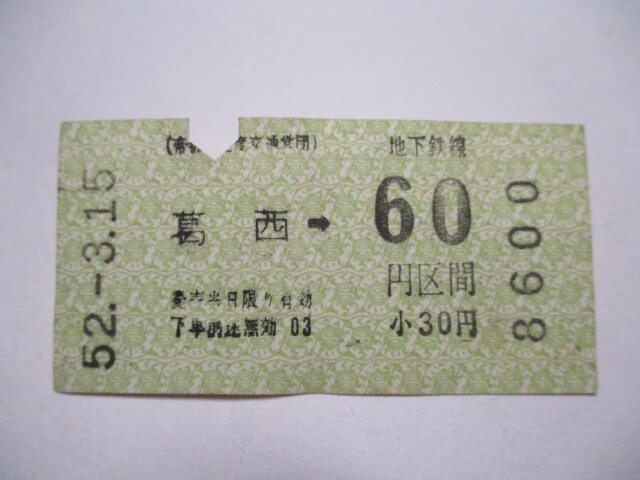 52.-3.15
(帝 度交通営団)
地下鉄線
葛西➡60
円区間
発売当日限り有効
下車前途無効 03
小30円
8600